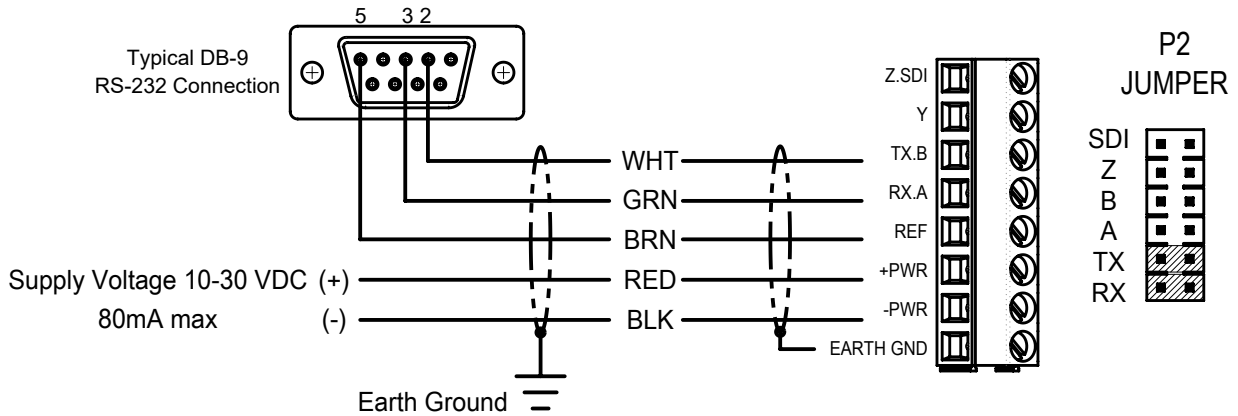 5 3 2
Typical DB-9
RS-232 Connection
WHT
GRN
BRN
RED
BLK
Supply Voltage 10-30 VDC (+)
80mA max (-)
Earth Ground
Z.SDI
Y
TX.B
RX.A
REF
+PWR
-PWR
EARTH GND
P2
JUMPER
SDI
Z
B
A
TX
RX